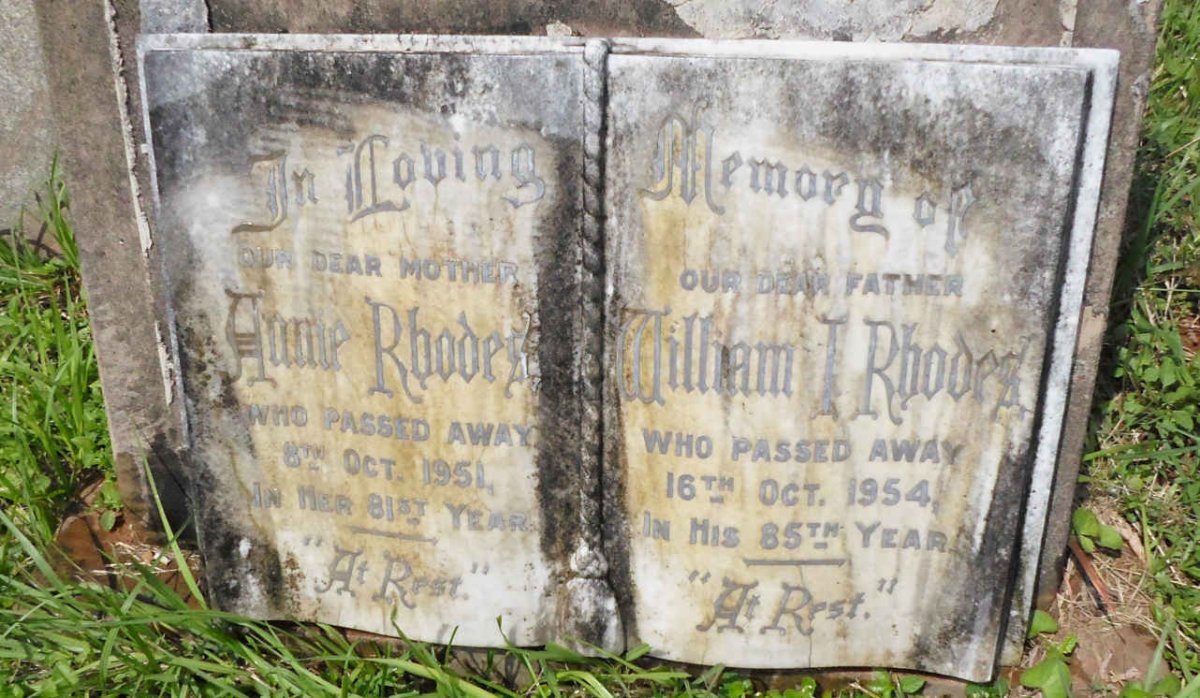 In Loving
OUR DEAR MOTHER
Annie Rhodes,
WHO PASSED AWAY
8TH OCT. 1951,
IN HER 81ST YEAR.
"At Rest."
Memory of
OUR DEAR FATHER
William I Rhodes,
WHO PASSED AWAY
16TH OCT. 1954,
IN HIS 85TH YEAR.
"At Rest."